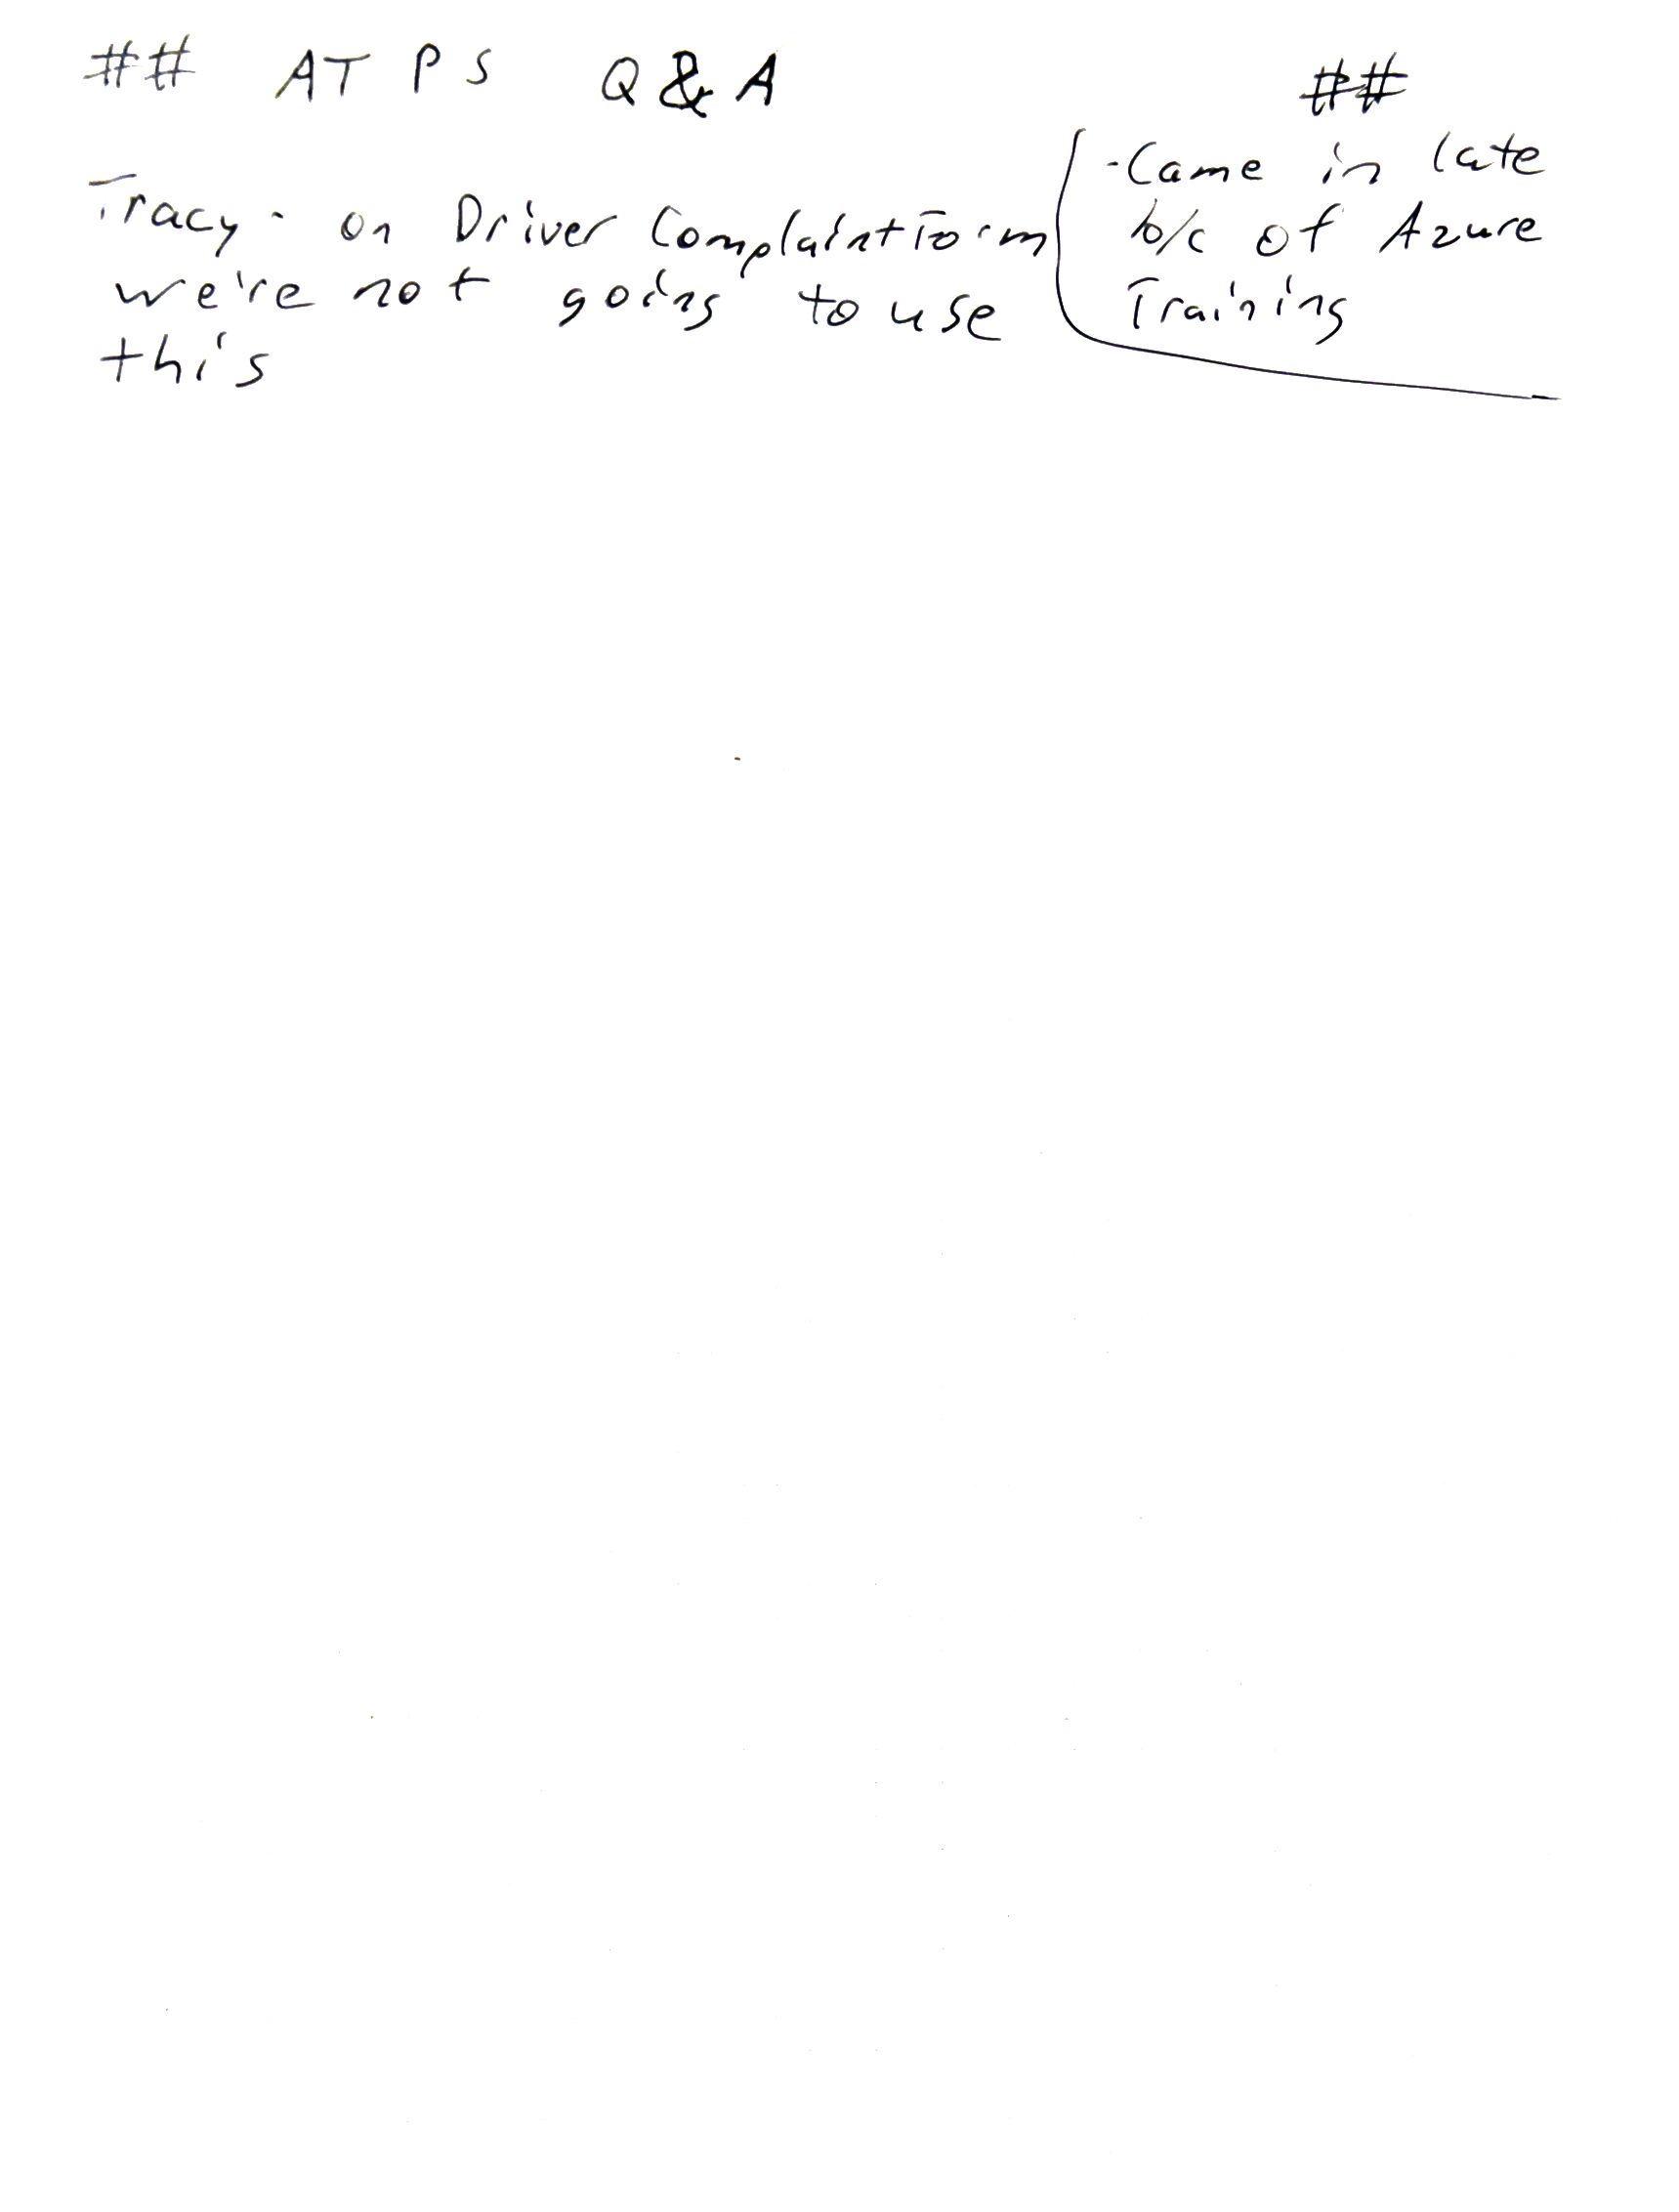 ## ATPS Q&A ##
Tracy - on Driver Complaint Form
we're not going to use
this
- Came in late
b/c of Azure
Training